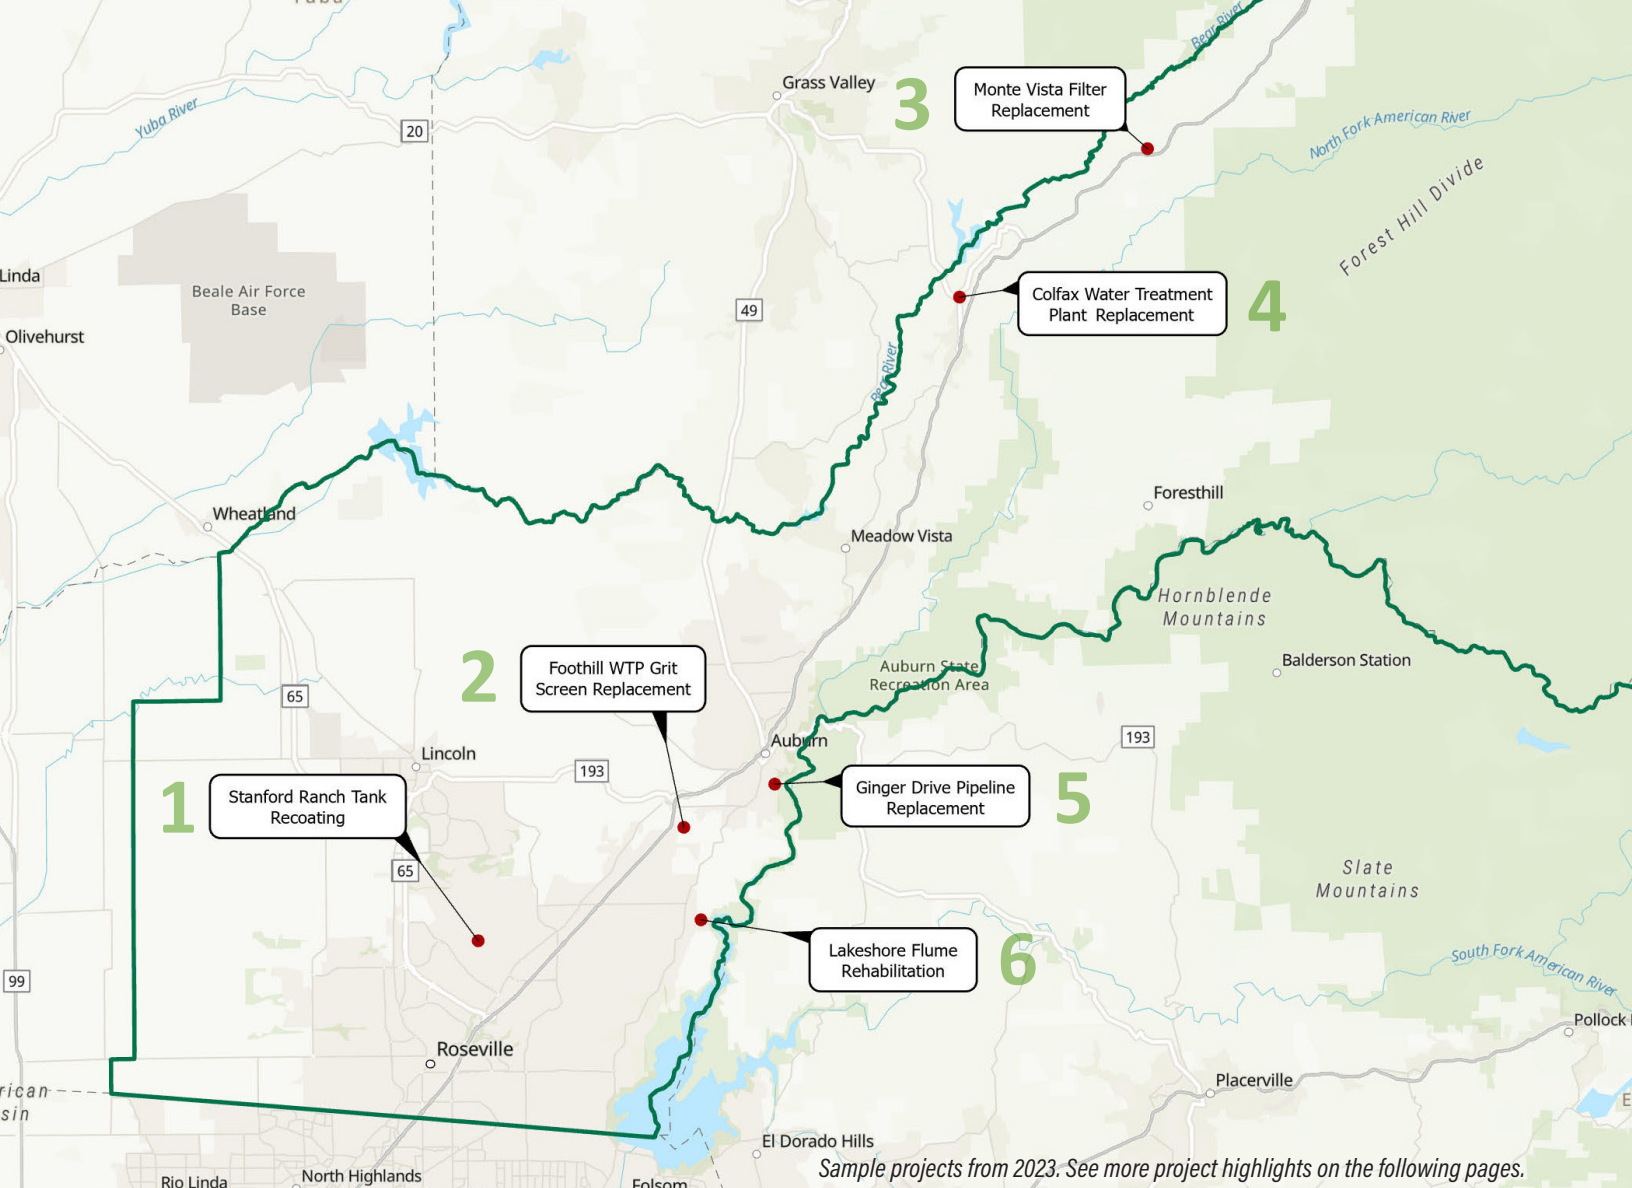 Yuba
Bear River
Grass Valley
3
Monte Vista Filter
Replacement
Yuba River
20
North Fork American River
Forest Hill Divide
Linda
Beale Air Force
Base
49
Colfax Water Treatment
Plant Replacement
4
Olivehurst
Bear River
Foresthill
Wheatland
Meadow Vista
Hornblende
Mountains
2
Foothill WTP Grit
Screen Replacement
Auburn State
Recreation Area
Balderson Station
65
Auburn
193
Lincoln
193
1
Stanford Ranch Tank
Recoating
Ginger Drive Pipeline
Replacement
5
65
Slate
Mountains
Lakeshore Flume
Rehabilitation
6
South Fork American River
99
Pollock
Roseville
Placerville
rican
sin
E
El Dorado Hills
Sample projects from 2023. See more project highlights on the following pages.
North Highlands
Rio Linda
Folsom